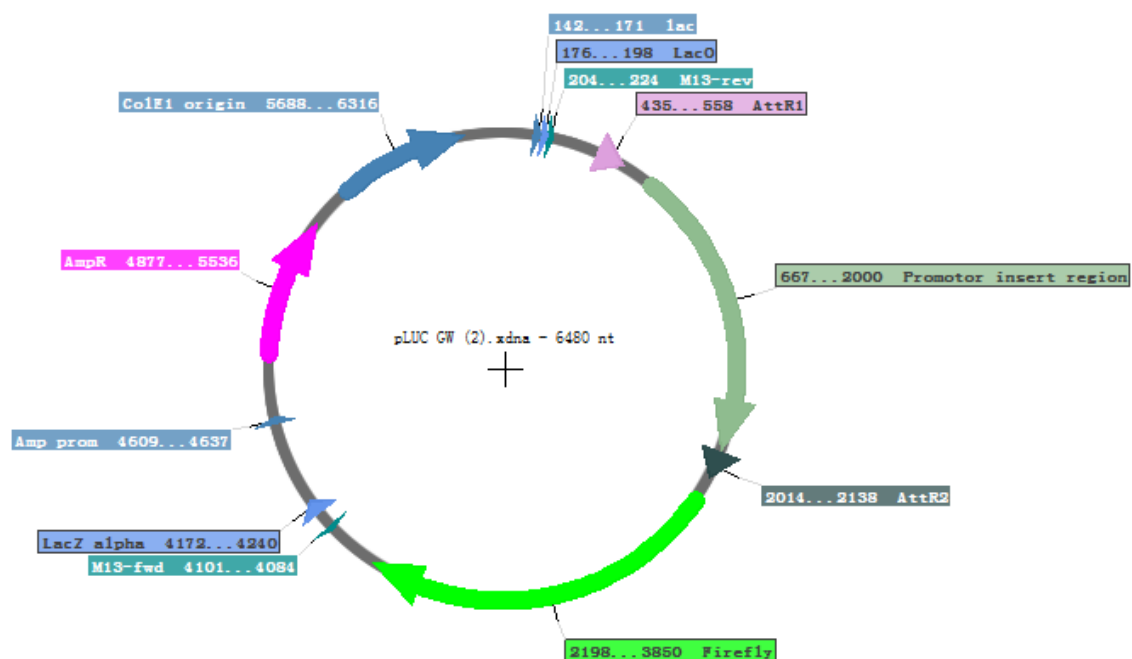 142...171 lac
176...198 LacO
204...224 M13-rev
ColE1 origin 5688...6316
435...558 AttR1
AmpR 4877...5536
667...2000 Promotor insert region
pLUC GW (2).xdna - 6480 nt
Amp prom 4609...4637
2014...2138 AttR2
LacZ alpha 4172...4240
M13-fwd 4101...4084
2198...3850 Firefly